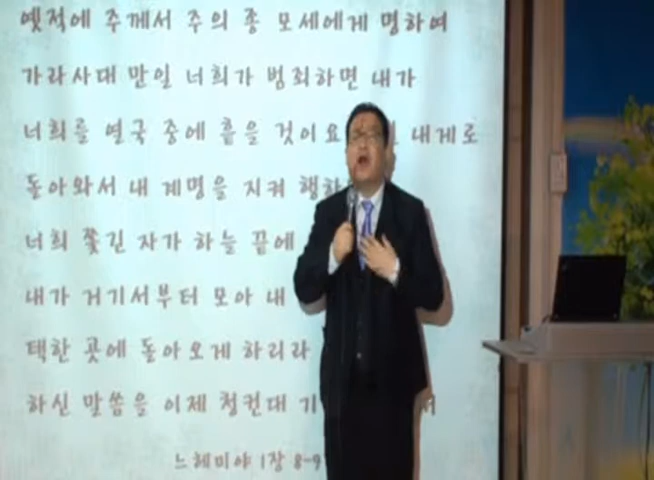 옛적에 주께서 주의 종 모세에게 명하여
가라사대 만일 너희가 범죄하면 내가
너희를 열국 중에 흩을 것이요 내게로
돌아와서 내 계명을 지켜 행하
너희 쫓긴 자가 하늘 끝에
내가 거기서부터 모아 내
택한 곳에 돌아오게 하리라
하신 말씀을 이제 청컨대 기 서
느헤미야 1장 8-9